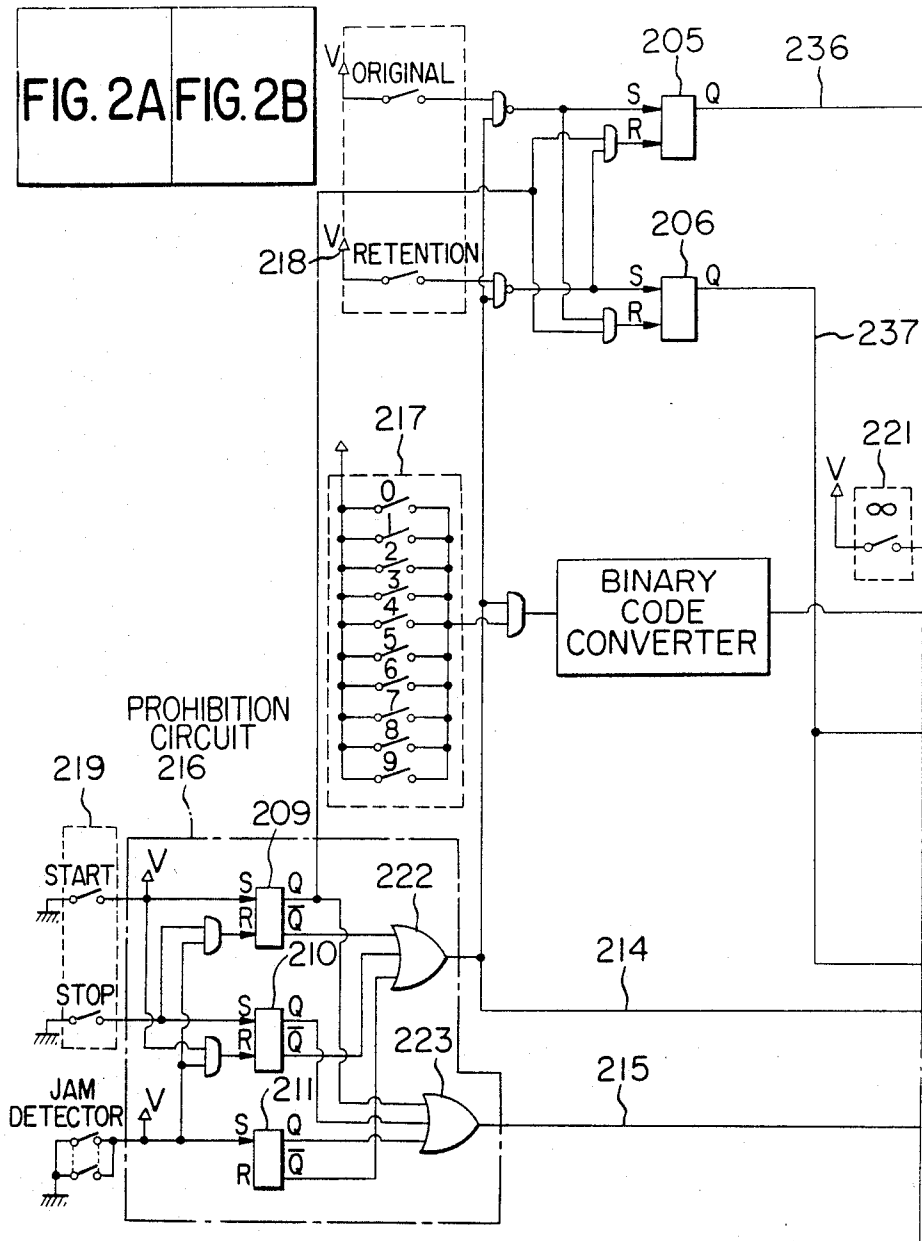 FIG. 2A FIG. 2B
V ORIGINAL
205
236
S Q
R
V
218 RETENTION
206
S Q
R
237
217
221
V
∞
0
1
2
3
4
5
6
7
8
9
BINARY
CODE
CONVERTER
PROHIBITION
CIRCUIT
216
219
209
START
V
S Q
R Q̅
222
210
214
STOP
S Q
R Q̅
223
JAM
DETECTOR
V
211
215
S Q
R Q̅